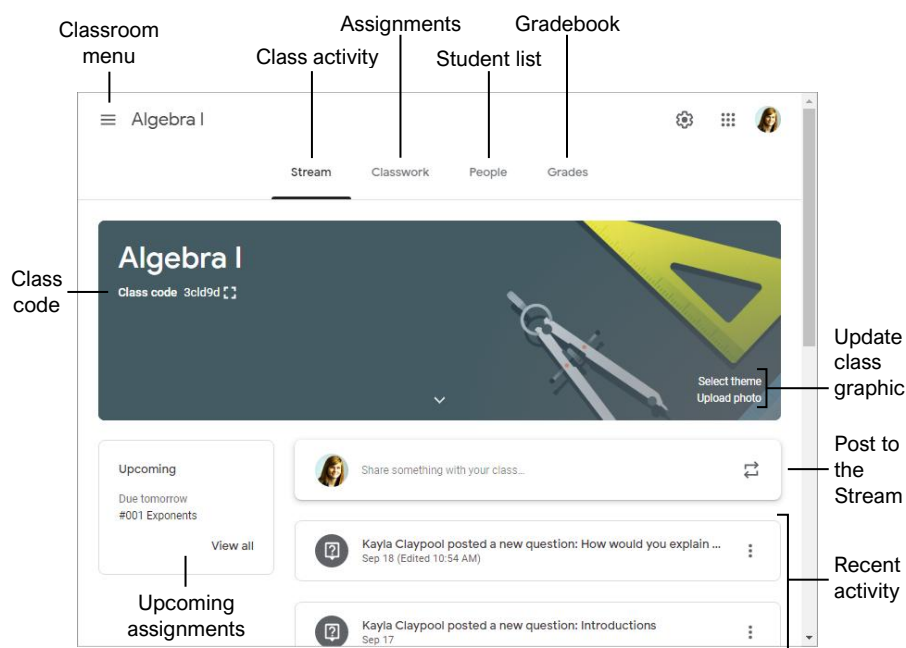 Classroom
menu
Assignments
Gradebook
Class activity
Student list
Algebra I
Stream
Classwork
People
Grades
Algebra I
Class code 3cld9d
Class
code
Select theme
Upload photo
Update
class
graphic
Upcoming
Due tomorrow
#001 Exponents
View all
Share something with your class...
Post to
the
Stream
Kayla Claypool posted a new question: How would you explain ...
Sep 18 (Edited 10:54 AM)
Recent
activity
Upcoming
assignments
Kayla Claypool posted a new question: Introductions
Sep 17